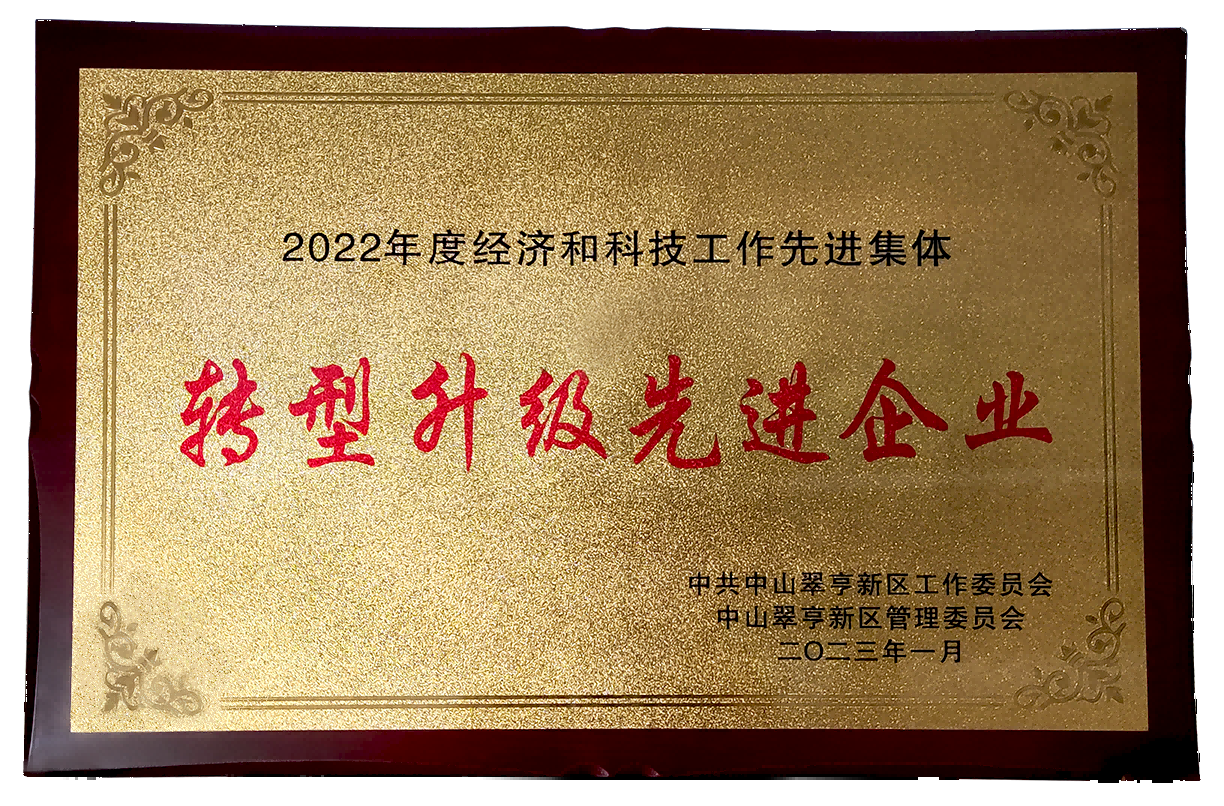 2022年度经济和科技工作先进集体
转型升级先进企业
中共中山翠亨新区工作委员会
中山翠亨新区管理委员会
二〇二三年一月